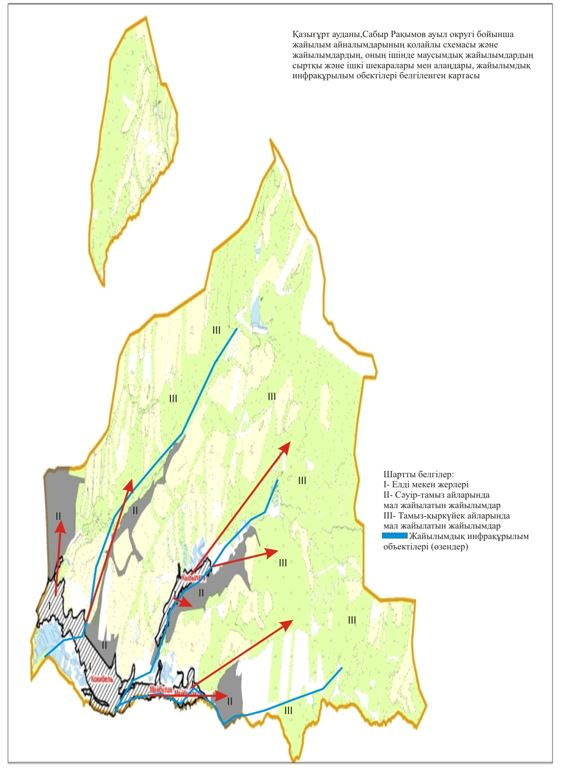 Қазығұрт ауданы,Сабыр Рақымов ауыл округі бойынша
жайылым айналымдарының қолайлы схемасы және
жайылымдардың, оның ішінде маусымдық жайылымдардың
сыртқы және ішкі шекаралары мен алаңдары, жайылымдық
инфрақұрылым обектілері белгіленген картасы
III
III
III
Шартты белгілер:
I- Елді мекен жерлері
II- Сәуір-тамыз айларында
мал жайылатын жайылымдар
III- Тамыз-қыркүйек айларында
мал жайылатын жайылымдар
Жайылымдық инфрақұрылым
объектілері (өзендер)
III
II
II
III
II
I
III
II
Кокибель
II
III